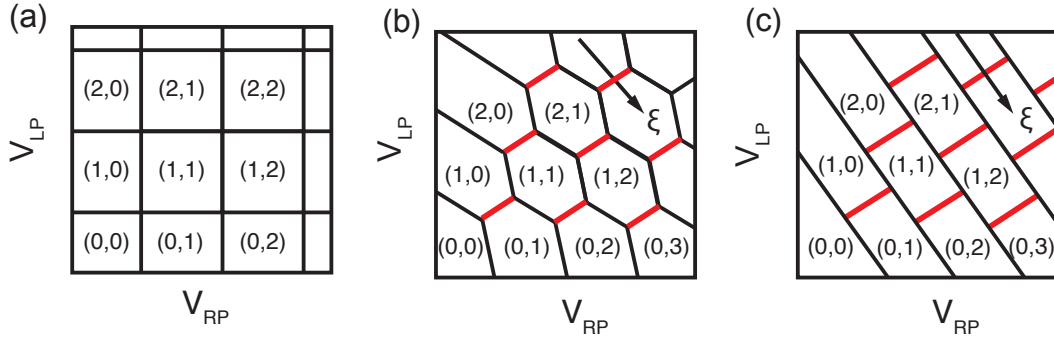 (a)
(2,0) (2,1) (2,2)
(1,0) (1,1) (1,2)
(0,0) (0,1) (0,2)
V_LP
V_RP
(b)
ξ
(2,0) (2,1)
(1,0) (1,1) (1,2)
(0,0) (0,1) (0,2) (0,3)
V_LP
V_RP
(c)
ξ
(2,0) (2,1)
(1,0) (1,1) (1,2)
(0,0) (0,1) (0,2) (0,3)
V_LP
V_RP